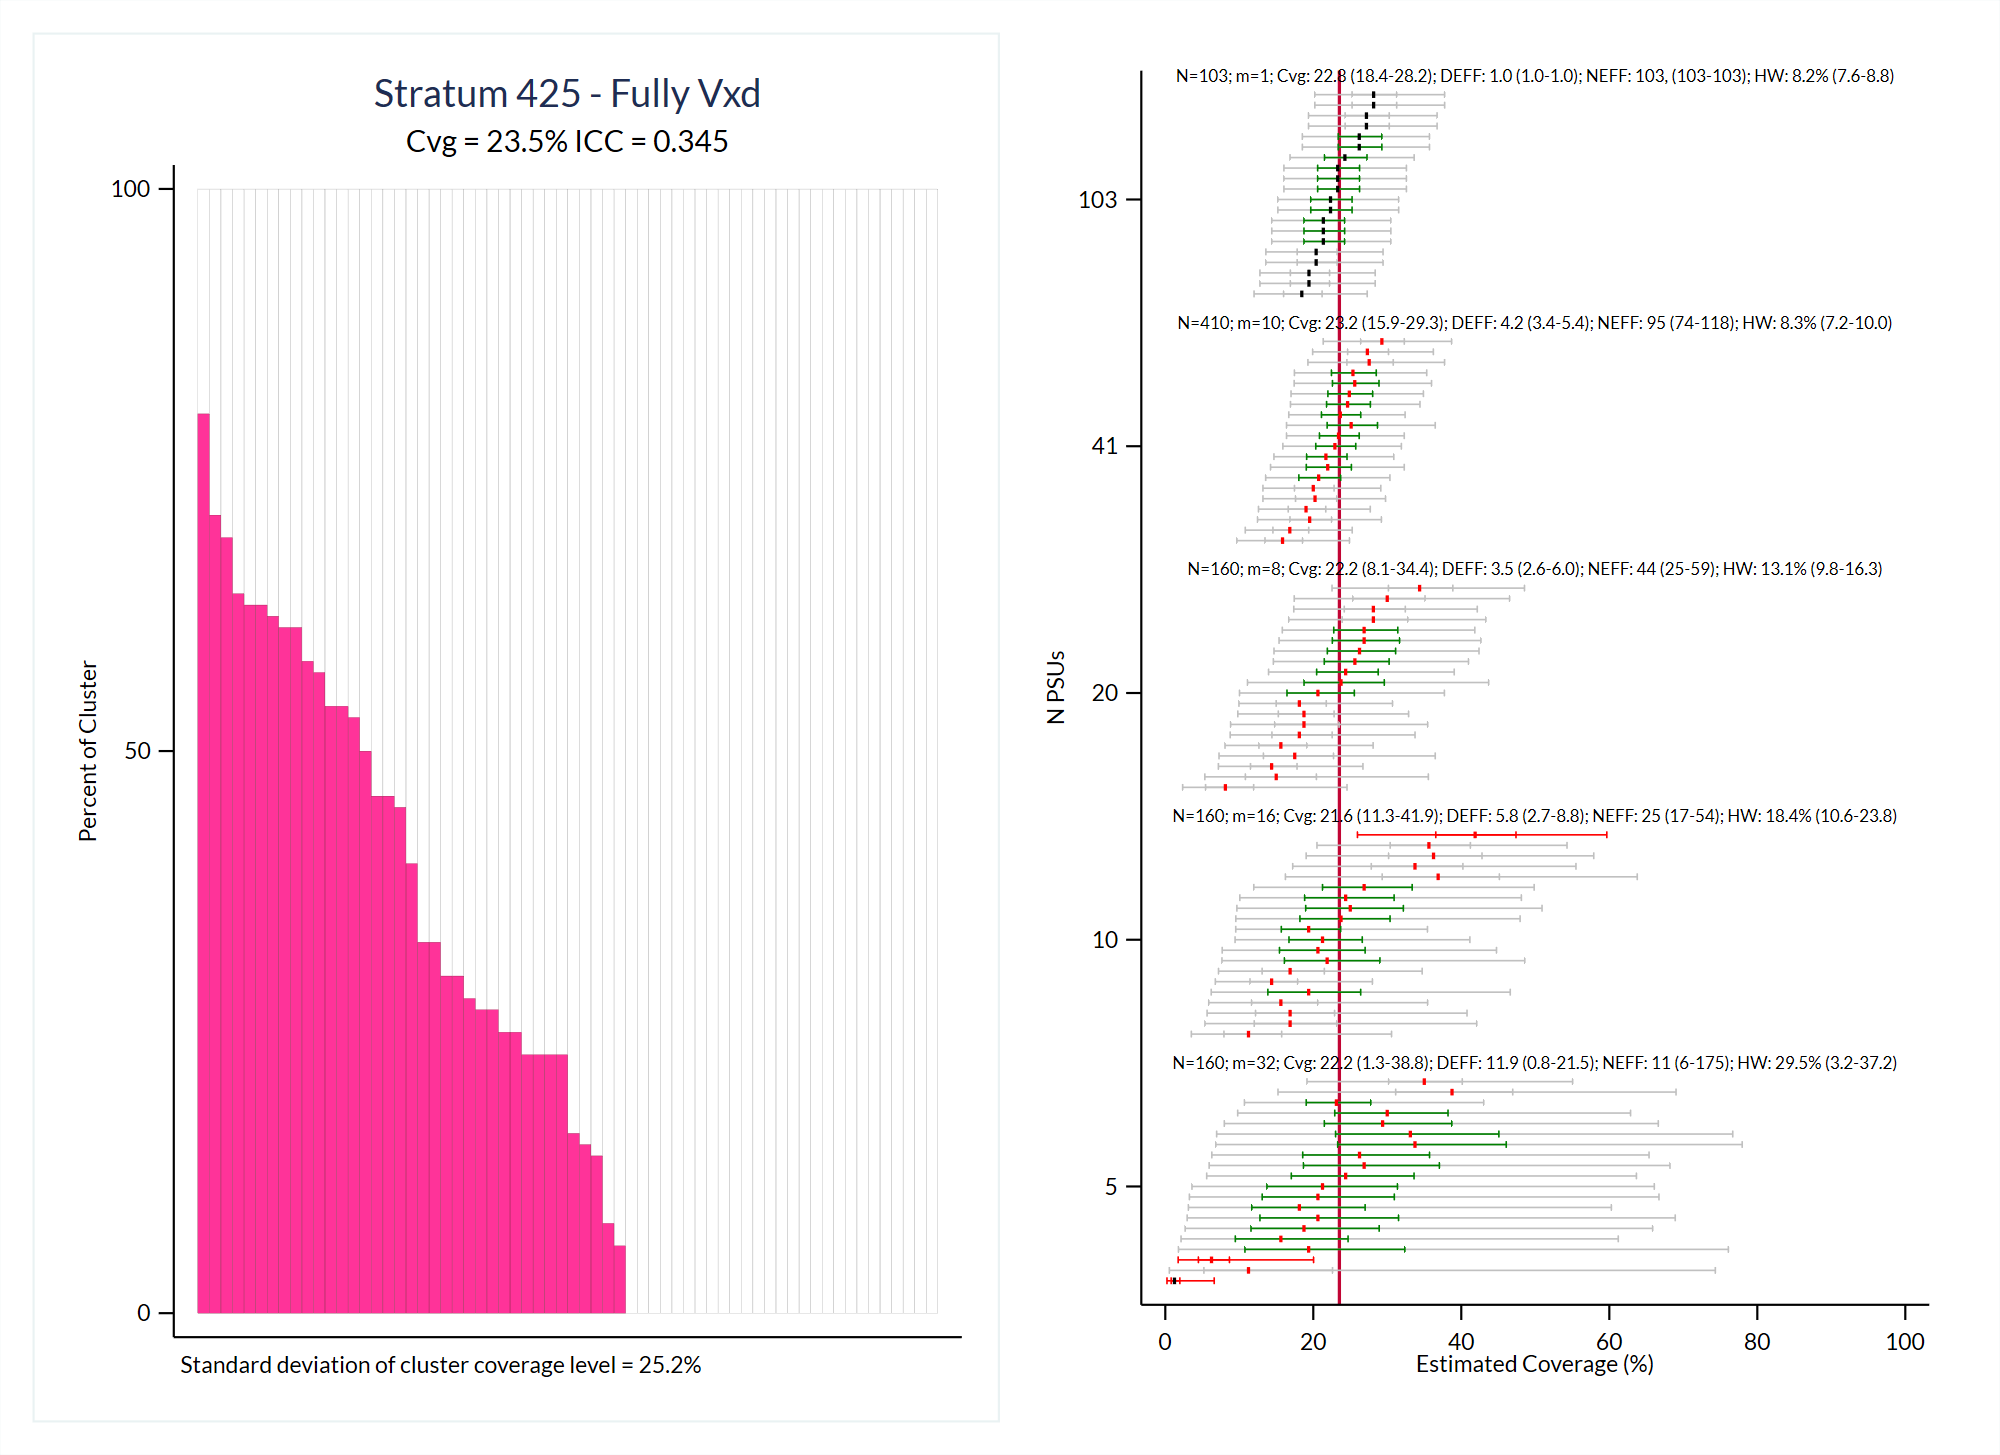 Stratum 425 - Fully Vxd
Cvg = 23.5% ICC = 0.345
100
50
0
Percent of Cluster
Standard deviation of cluster coverage level = 25.2%
N=103; m=1; Cvg: 22.8 (18.4-28.2); DEFF: 1.0 (1.0-1.0); NEFF: 103, (103-103); HW: 8.2% (7.6-8.8)
103
N=410; m=10; Cvg: 23.2 (15.9-29.3); DEFF: 4.2 (3.4-5.4); NEFF: 95 (74-118); HW: 8.3% (7.2-10.0)
41
N=160; m=8; Cvg: 22.2 (8.1-34.4); DEFF: 3.5 (2.6-6.0); NEFF: 44 (25-59); HW: 13.1% (9.8-16.3)
20
N PSUs
N=160; m=16; Cvg: 21.6 (11.3-41.9); DEFF: 5.8 (2.7-8.8); NEFF: 25 (17-54); HW: 18.4% (10.6-23.8)
10
N=160; m=32; Cvg: 22.2 (1.3-38.8); DEFF: 11.9 (0.8-21.5); NEFF: 11 (6-175); HW: 29.5% (3.2-37.2)
5
0 20 40 60 80 100
Estimated Coverage (%)